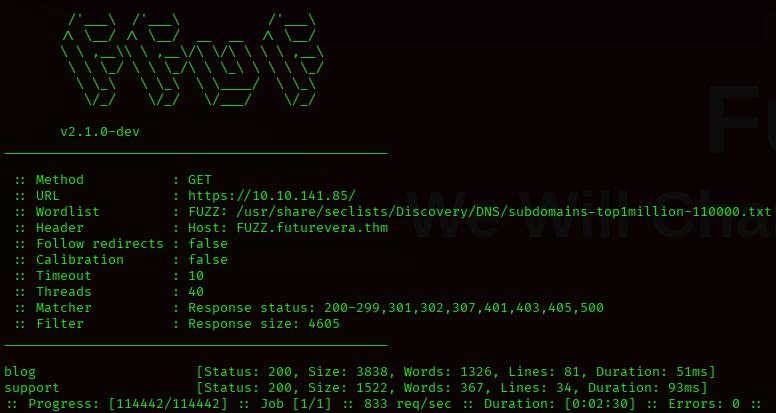 /'___\  /'___\           /'___\
       /\ \__/ /\ \__/  __  __  /\ \__/
       \ \ ,__\\ \ ,__\/\ \/\ \ \ \ ,__\
        \ \ \_/ \ \ \_/\ \ \_\ \ \ \ \_/
         \ \_\   \ \_\  \ \____/  \ \_\
          \/_/    \/_/   \/___/    \/_/
v2.1.0-dev
________________________________________________
:: Method : GET
:: URL : https://10.10.141.85/
:: Wordlist : FUZZ: /usr/share/seclists/Discovery/DNS/subdomains-top1million-110000.txt
:: Header : Host: FUZZ.futurevera.thm
:: Follow redirects : false
:: Calibration : false
:: Timeout : 10
:: Threads : 40
:: Matcher : Response status: 200-299,301,302,307,401,403,405,500
:: Filter : Response size: 4605
________________________________________________
blog [Status: 200, Size: 3838, Words: 1326, Lines: 81, Duration: 51ms]
support [Status: 200, Size: 1522, Words: 367, Lines: 34, Duration: 93ms]
:: Progress: [114442/114442] :: Job [1/1] :: 833 req/sec :: Duration: [0:02:30] :: Errors: 0 ::
Fu
We Will Cha